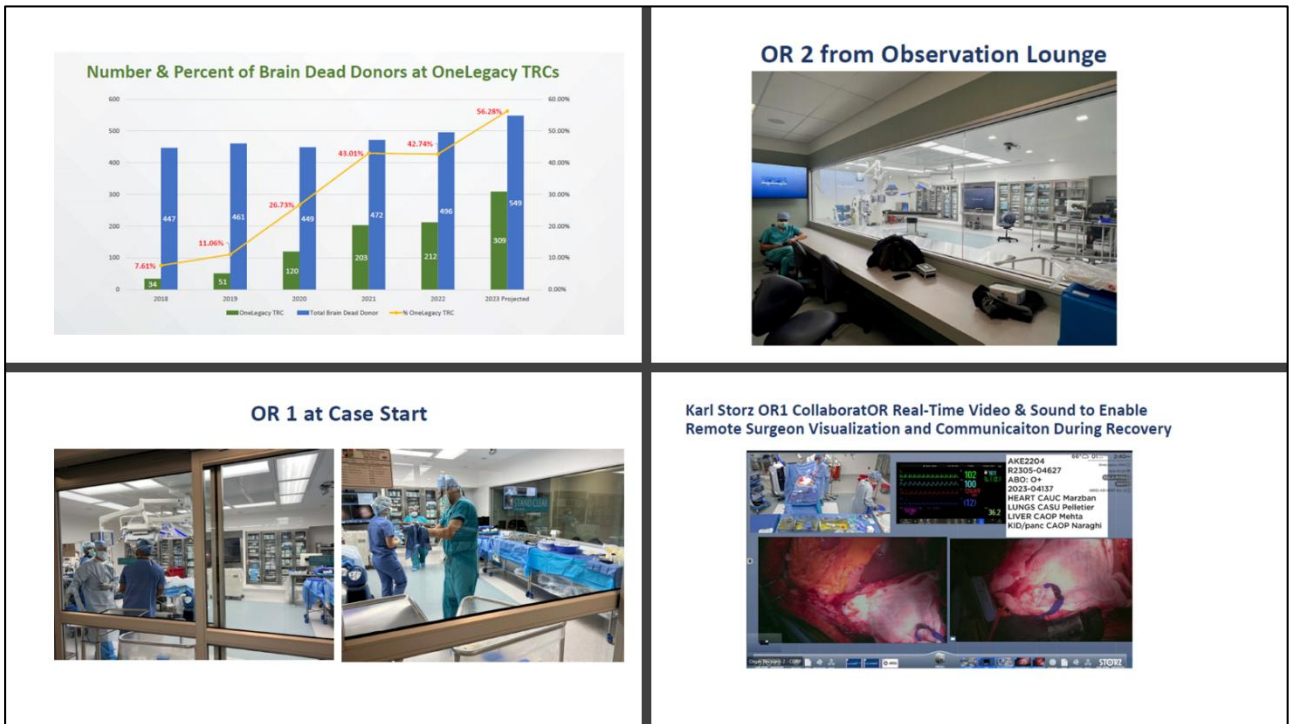 Number & Percent of Brain Dead Donors at OneLegacy TRCs
600
500
400
300
200
100
0
60.00%
50.00%
40.00%
30.00%
20.00%
10.00%
0.00%
7.61%
11.06%
26.73%
43.01%
42.74%
56.28%
447
461
449
472
496
549
34
51
120
203
212
309
2018 2019 2020 2021 2022 2023 Projected
OneLegacy TRC Total Brain Dead Donor % OneLegacy TRC
OR 2 from Observation Lounge
OR 1 at Case Start
Karl Storz OR1 CollaboratOR Real-Time Video & Sound to Enable
Remote Surgeon Visualization and Communicaiton During Recovery
102
100
36.2
AKE2204
R2305-04627
ABO: O+
2023-04137
HEART CAUC Marzban
LUNGS CASU Pelletier
LIVER CAOP Mehta
KID/panc CAOP Naraghi
STORZ